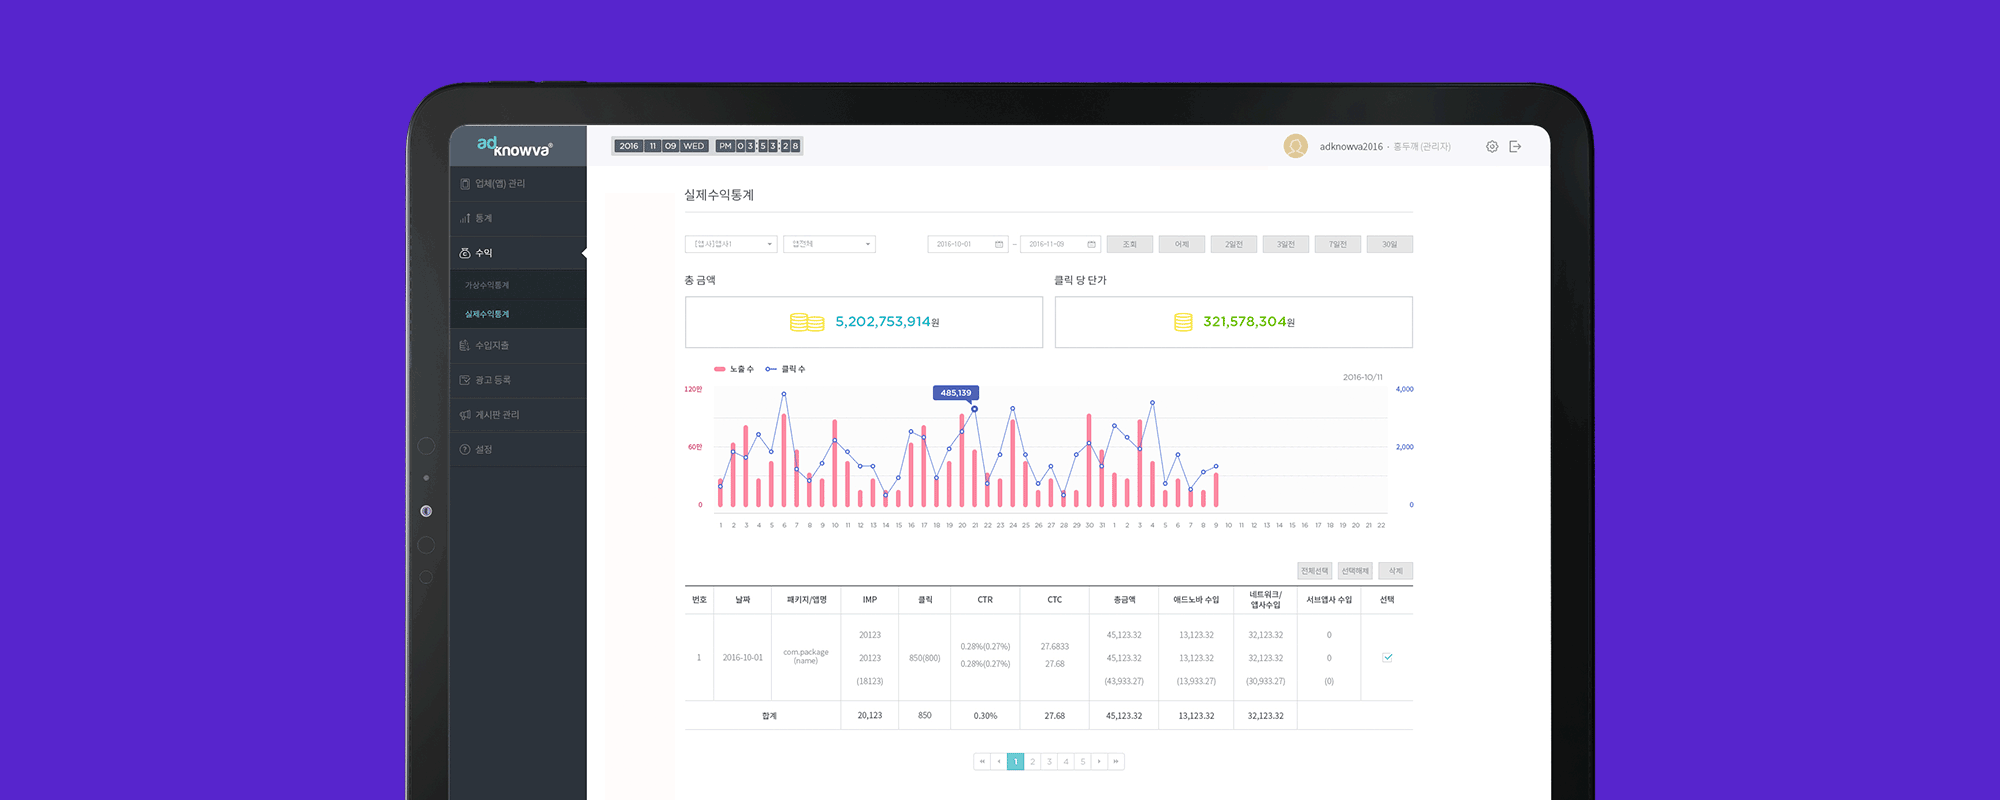 adknowva®
2016 11 09 WED PM 03:53:28
adknowva2016 · 홍두깨 (관리자)
업체(앱) 관리
통계
수익
가상수익통계
실제수익통계
수입지출
광고 등록
게시판 관리
설정
실제수익통계
[앱사]앱사1 앱전체 2016-10-01 ~ 2016-11-09 조회 어제 2일전 3일전 7일전 30일
총 금액 클릭 당 단가
5,202,753,914원 321,578,304원
노출 수 클릭 수
2016-10/11
120만 485,139 4,000
60만 2,000
0 0
1 2 3 4 5 6 7 8 9 10 11 12 13 14 15 16 17 18 19 20 21 22 23 24 25 26 27 28 29 30 31 1 2 3 4 5 6 7 8 9 10 11 12 13 14 15 16 17 18 19 20 21 22
전체선택 선택해제 삭제
번호 날짜 패키지/앱명 IMP 클릭 CTR CTC 총금액 애드노바 수입 네트워크/ 앱사수입 서브앱사 수입 선택
20123 45,123.32 13,123.32 32,123.32 0
0.28%(0.27%) 27.6833
1 2016-10-01 com.package (name) 20123 850(800) 45,123.32 13,123.32 32,123.32 0
0.28%(0.27%) 27.68
(18123) (43,933.27) (13,933.27) (30,933.27) (0)
합계 20,123 850 0.30% 27.68 45,123.32 13,123.32 32,123.32
1 2 3 4 5